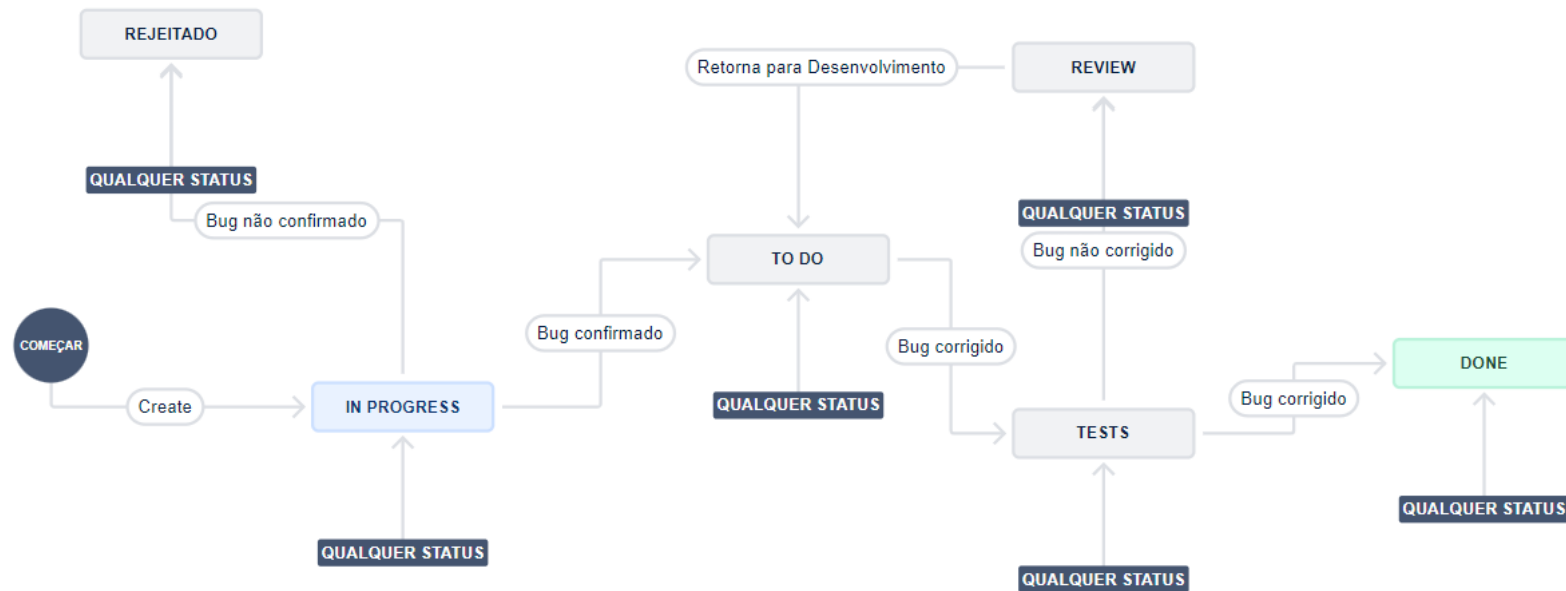 REJEITADO
Retorna para Desenvolvimento
REVIEW
QUALQUER STATUS
Bug não confirmado
QUALQUER STATUS
Bug não corrigido
TO DO
COMEÇAR
Bug confirmado
Bug corrigido
DONE
Create
IN PROGRESS
QUALQUER STATUS
Bug corrigido
TESTS
QUALQUER STATUS
QUALQUER STATUS
QUALQUER STATUS